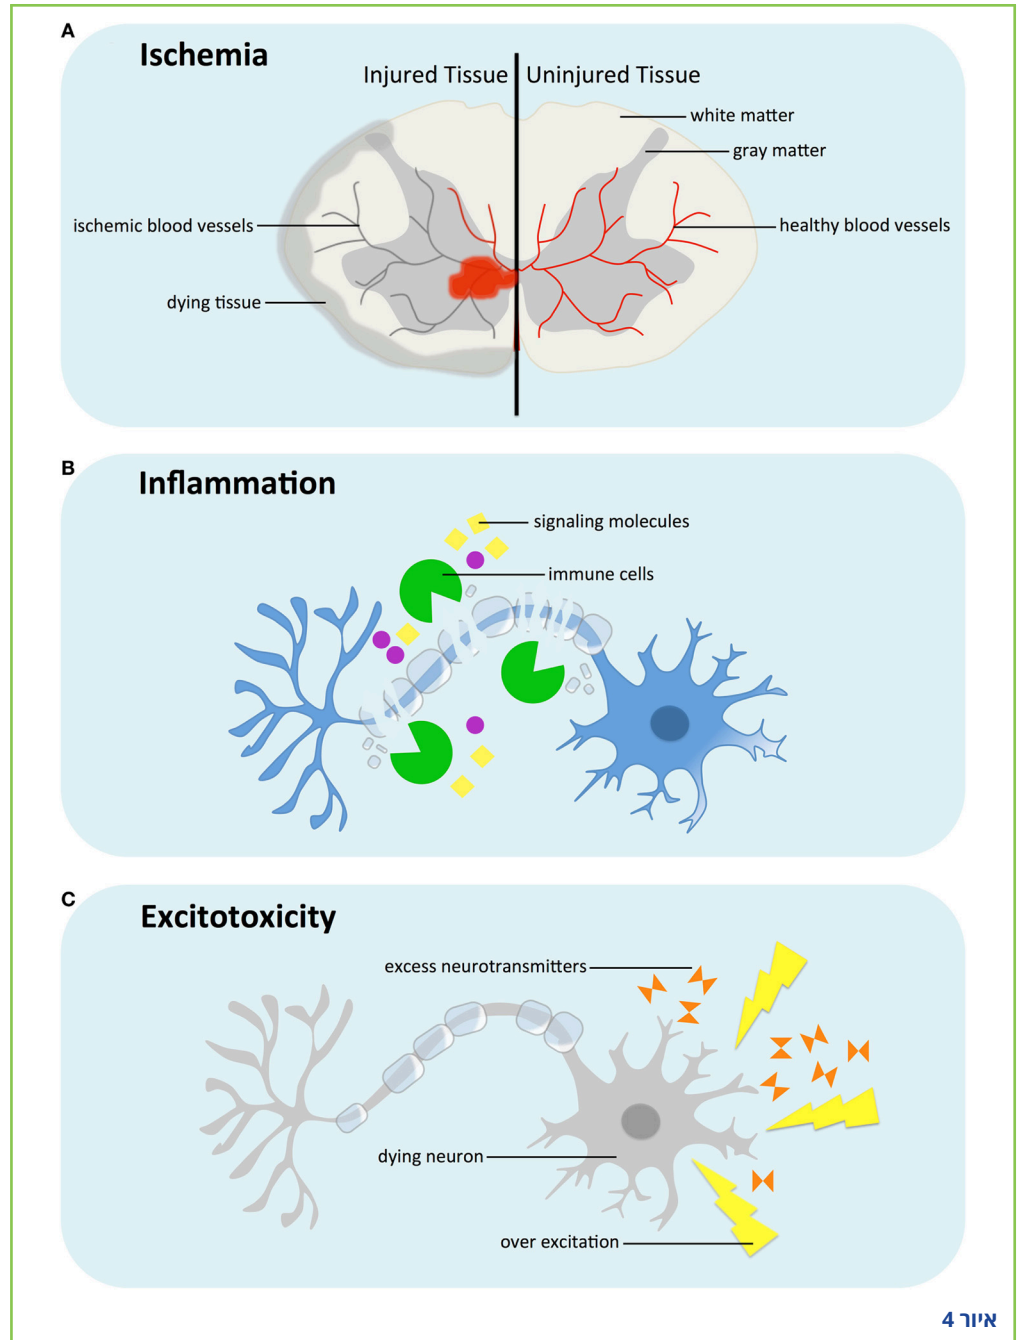 A
Ischemia
Injured Tissue
Uninjured Tissue
white matter
gray matter
ischemic blood vessels
healthy blood vessels
dying tissue
B
Inflammation
signaling molecules
immune cells
C
Excitotoxicity
excess neurotransmitters
dying neuron
over excitation
איור 4